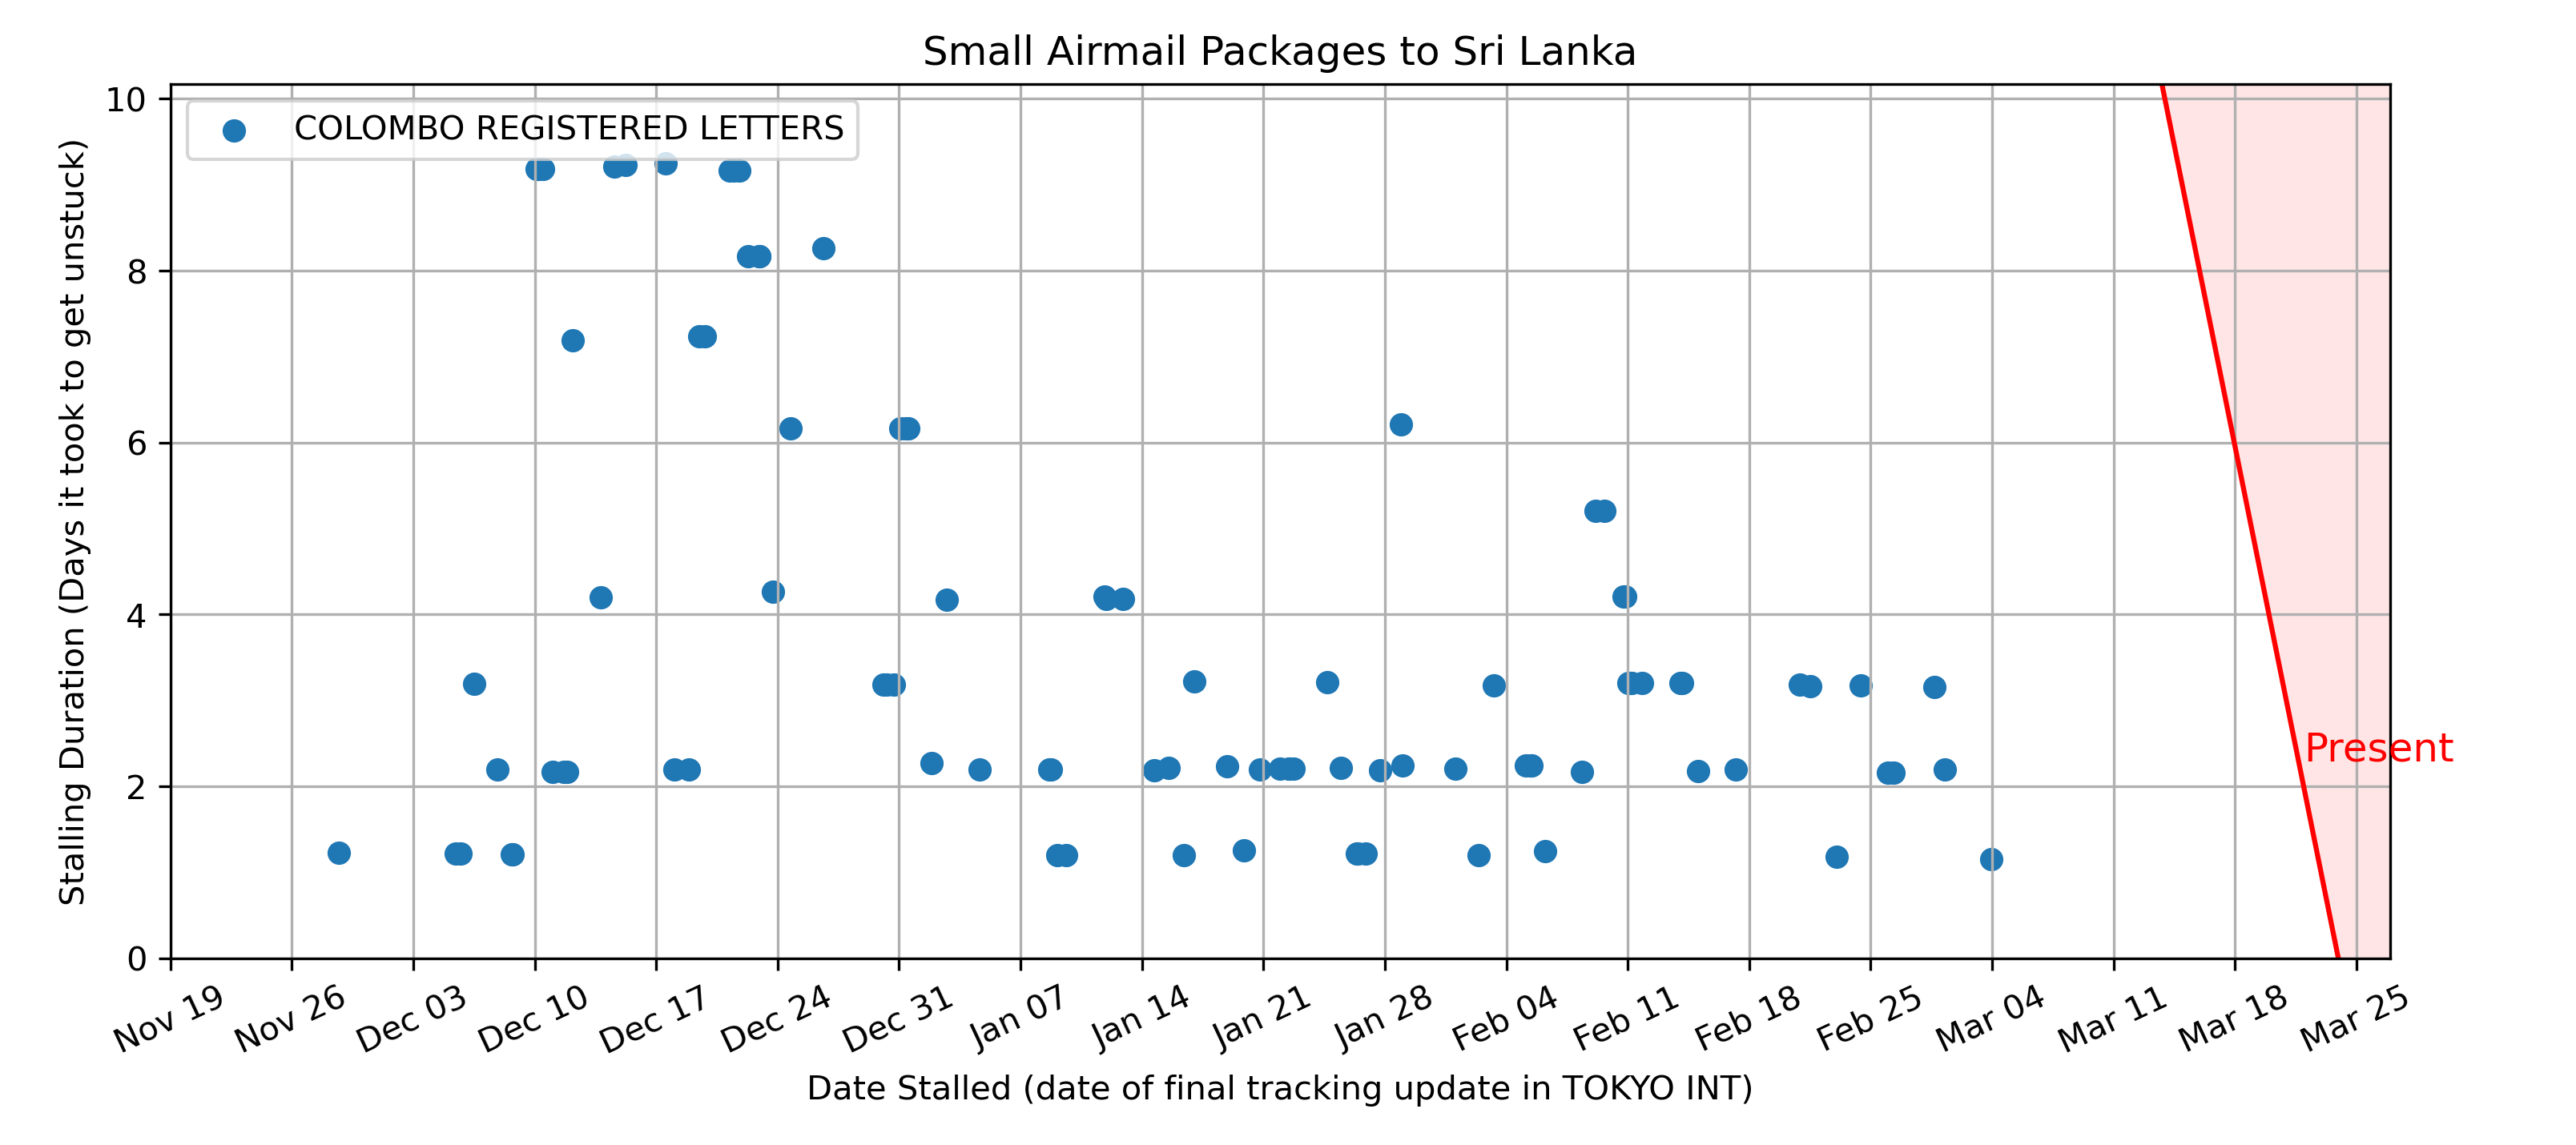 Small Airmail Packages to Sri Lanka
COLOMBO REGISTERED LETTERS
Stalling Duration (Days it took to get unstuck)
10
8
6
4
2
0
Present
Nov 19 Nov 26 Dec 03 Dec 10 Dec 17 Dec 24 Dec 31 Jan 07 Jan 14 Jan 21 Jan 28 Feb 04 Feb 11 Feb 18 Feb 25 Mar 04 Mar 11 Mar 18 Mar 25
Date Stalled (date of final tracking update in TOKYO INT)